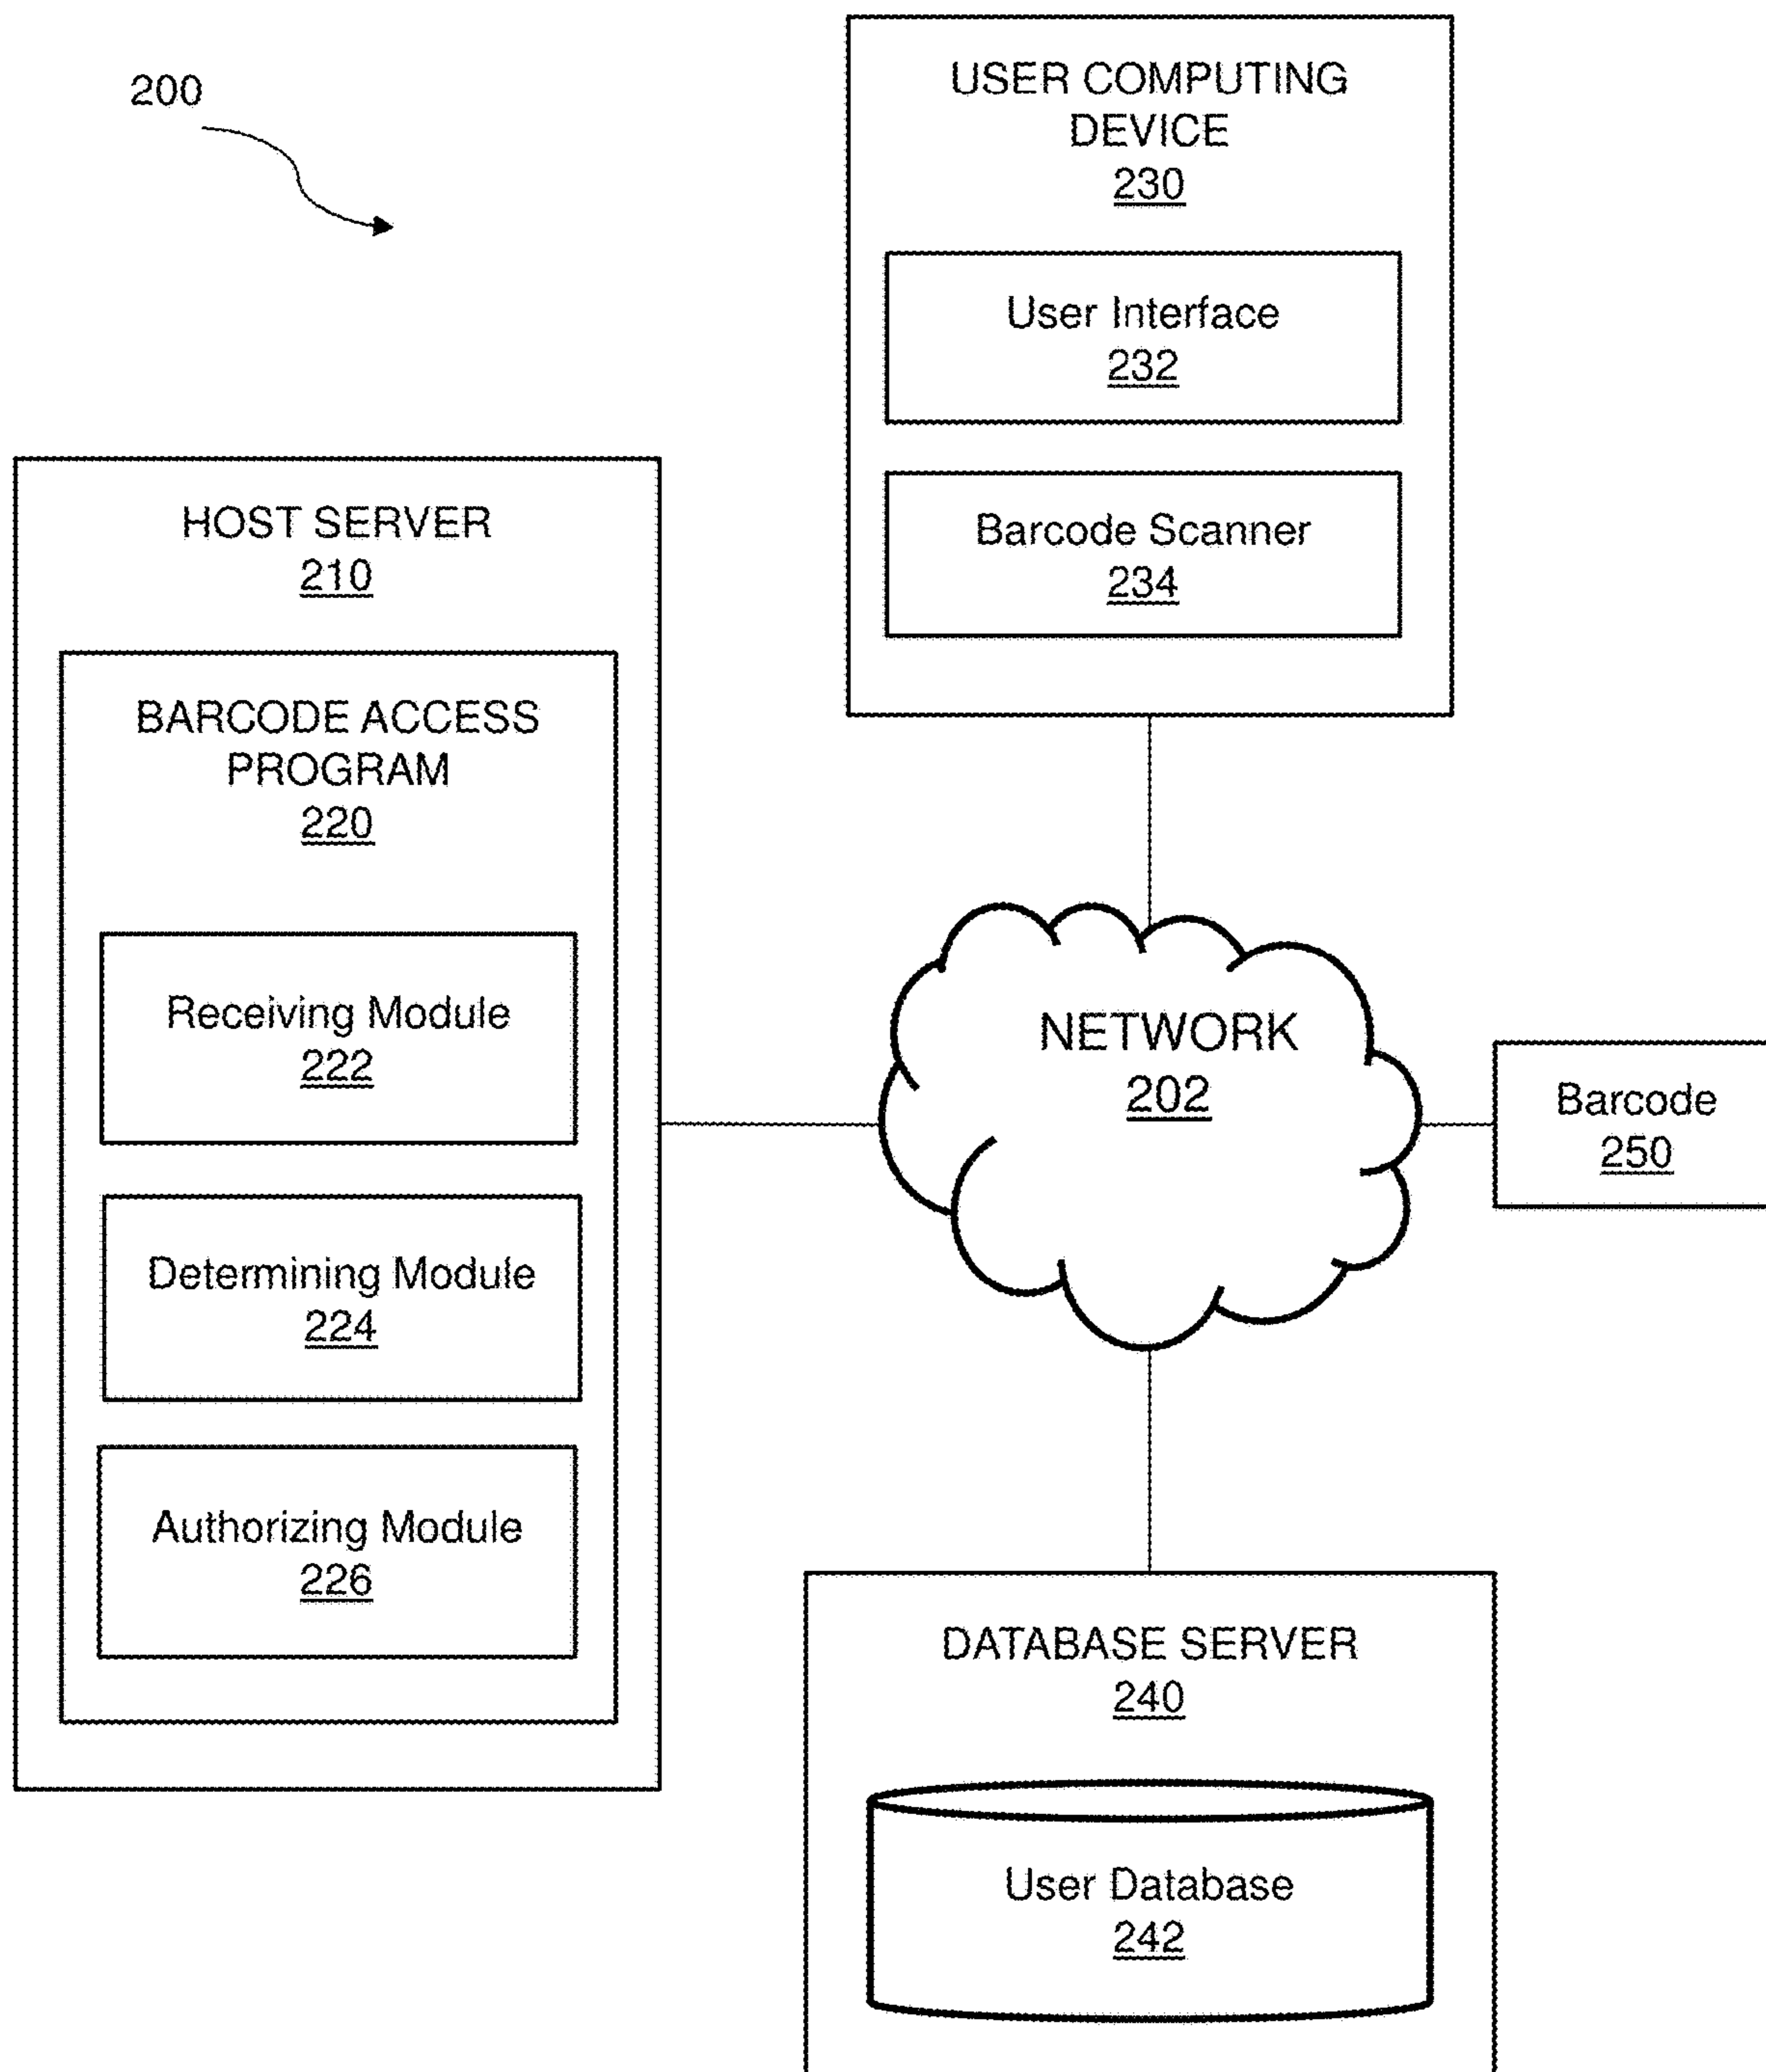 200
USER COMPUTING
DEVICE
230
User Interface
232
Barcode Scanner
234
HOST SERVER
210
BARCODE ACCESS
PROGRAM
220
Receiving Module
222
Determining Module
224
Authorizing Module
226
NETWORK
202
Barcode
250
DATABASE SERVER
240
User Database
242